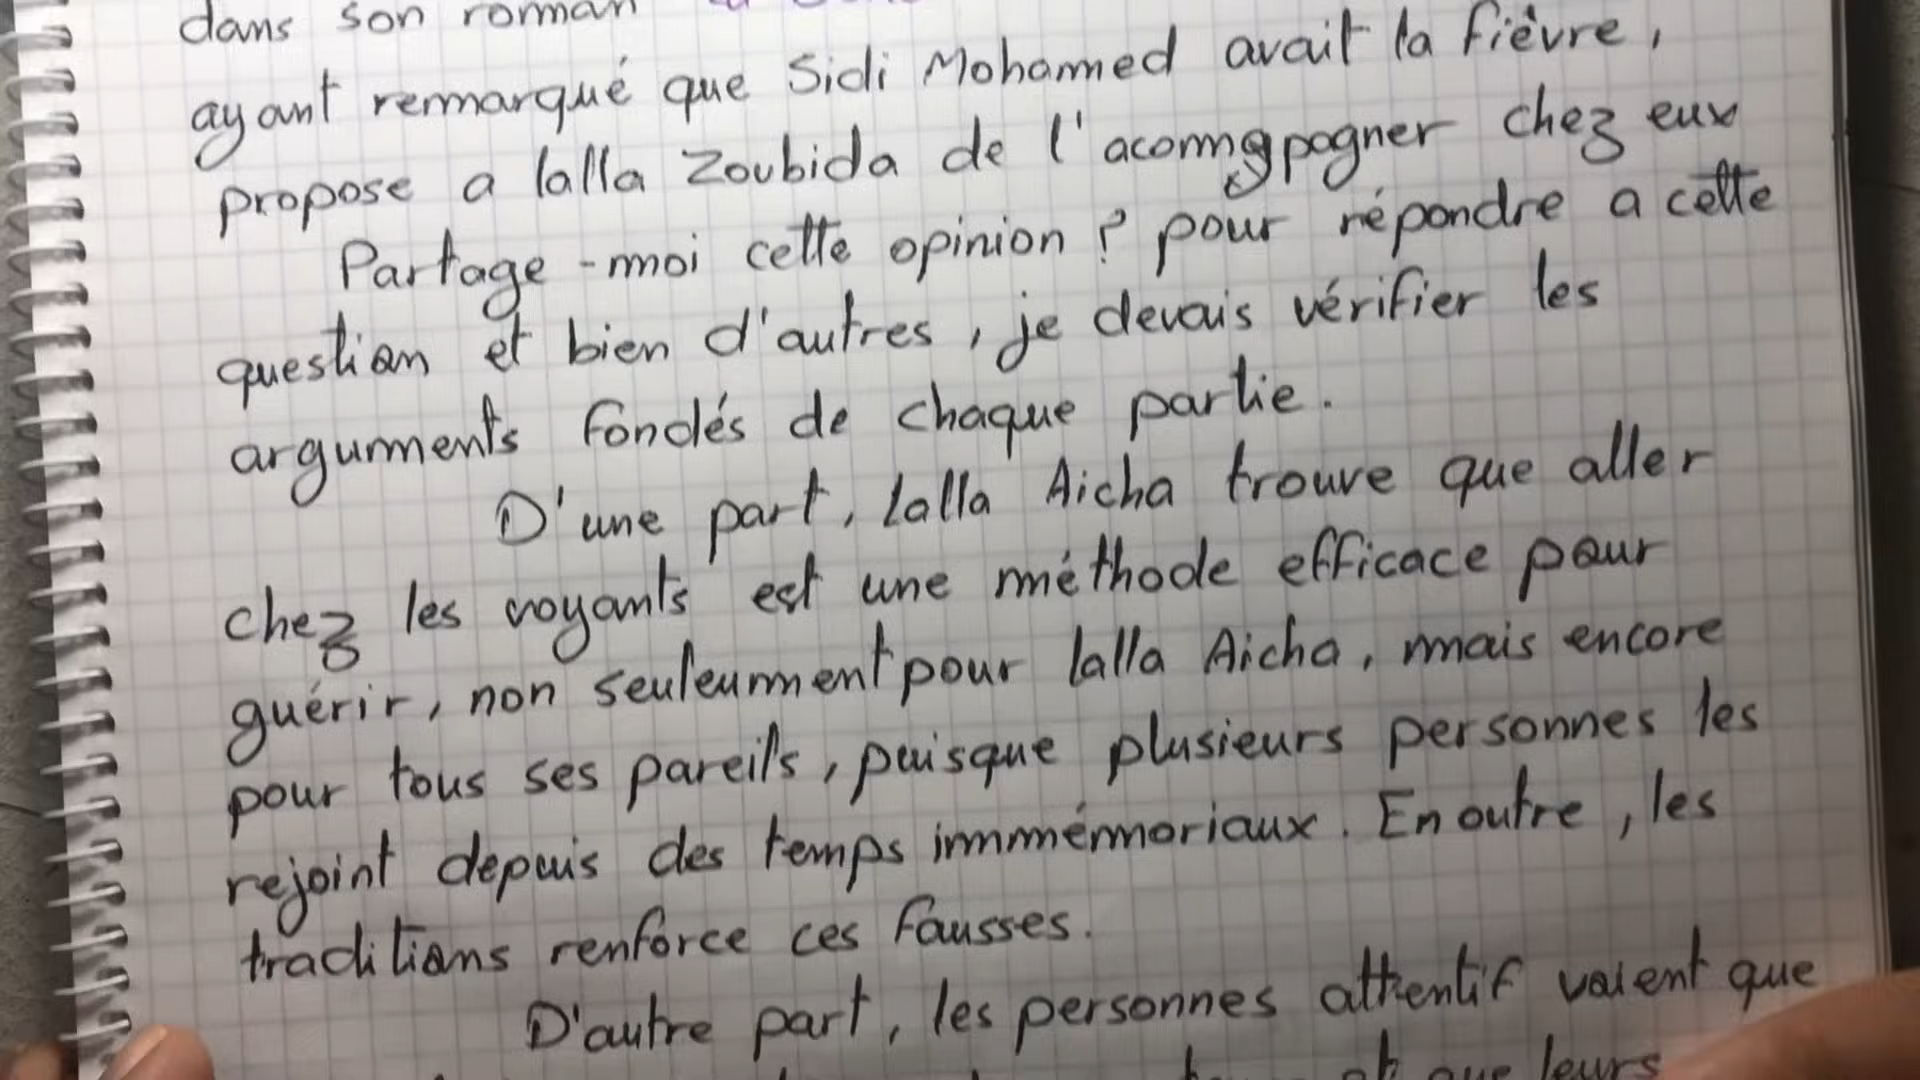 dans son roman
ayant remarqué que Sidi Mohammed avait la fièvre,
propose a lalla Zoubida de l'acommpagner chez eux
Partage-moi cette opinion ? pour répondre a cette
question et bien d'autres, je devais vérifier les
arguments fondés de chaque partie.
D'une part, lalla Aicha trouve que aller
chez les voyants est une méthode efficace pour
guérir, non seuleument pour lalla Aicha, mais encore
pour tous ses pareils, puisque plusieurs personnes les
rejoint depuis des temps immémoriaux. En outre, les
traditions renforce ces fausses.
D'autre part, les personnes attentif voient que
que leurs